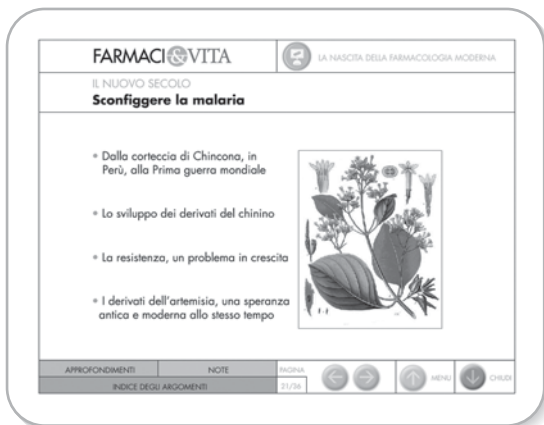 FARMACI&VITA
LA NASCITA DELLA FARMACOLOGIA MODERNA
IL NUOVO SECOLO
Sconfiggere la malaria
• Dalla corteccia di Chincona, in
Perù, alla Prima guerra mondiale
• Lo sviluppo dei derivati del chinino
• La resistenza, un problema in crescita
• I derivati dell'artemisia, una speranza
antica e moderna allo stesso tempo
APPROFONDIMENTI
NOTE
PAGINA
MENU
CHIUDI
INDICE DEGLI ARGOMENTI
21/36